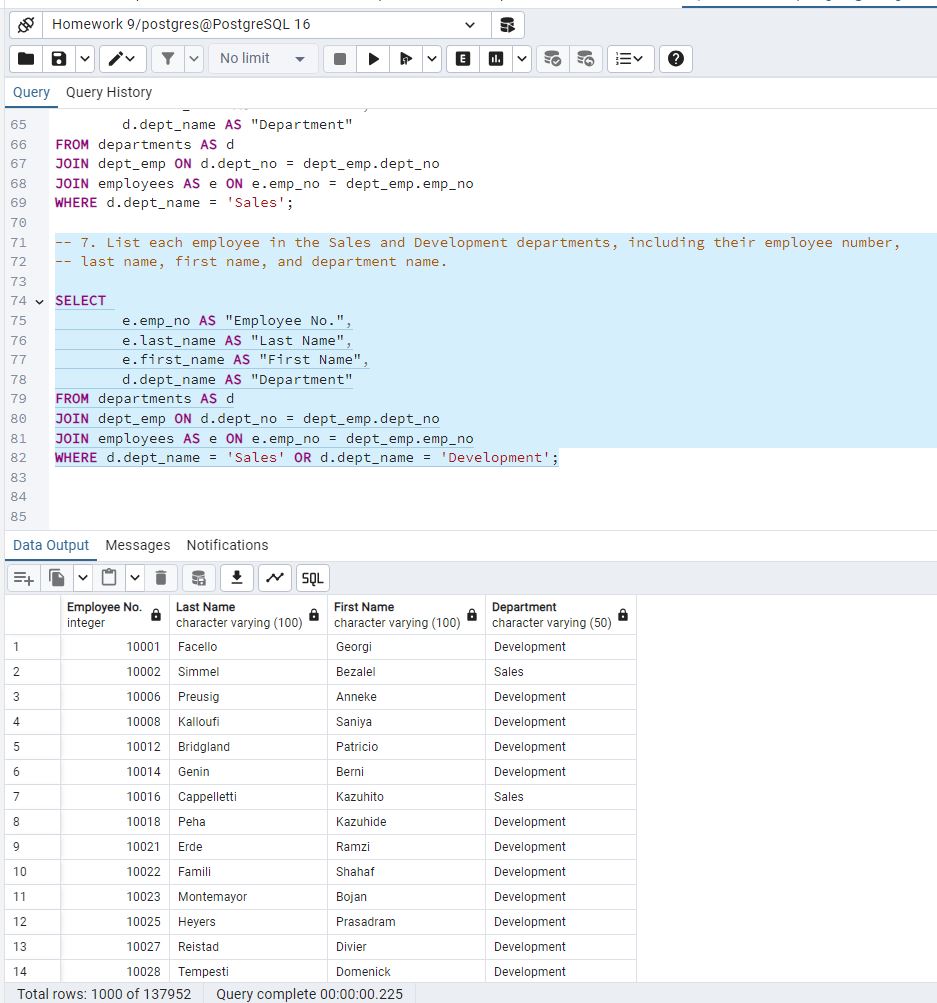 Homework 9/postgres@PostgreSQL 16
No limit
E
SQL
Query Query History
65 d.dept_name AS "Department"
66 FROM departments AS d
67 JOIN dept_emp ON d.dept_no = dept_emp.dept_no
68 JOIN employees AS e ON e.emp_no = dept_emp.emp_no
69 WHERE d.dept_name = 'Sales';
70
71 -- 7. List each employee in the Sales and Development departments, including their employee number,
72 -- last name, first name, and department name.
73
74 SELECT
75 e.emp_no AS "Employee No.",
76 e.last_name AS "Last Name",
77 e.first_name AS "First Name",
78 d.dept_name AS "Department"
79 FROM departments AS d
80 JOIN dept_emp ON d.dept_no = dept_emp.dept_no
81 JOIN employees AS e ON e.emp_no = dept_emp.emp_no
82 WHERE d.dept_name = 'Sales' OR d.dept_name = 'Development';
83
84
85
Data Output Messages Notifications
Employee No. Last Name First Name Department
integer character varying (100) character varying (100) character varying (50)
1 10001 Facello Georgi Development
2 10002 Simmel Bezalel Sales
3 10006 Preusig Anneke Development
4 10008 Kalloufi Saniya Development
5 10012 Bridgland Patricio Development
6 10014 Genin Berni Development
7 10016 Cappelletti Kazuhito Sales
8 10018 Peha Kazuhide Development
9 10021 Erde Ramzi Development
10 10022 Famili Shahaf Development
11 10023 Montemayor Bojan Development
12 10025 Heyers Prasadram Development
13 10027 Reistad Divier Development
14 10028 Tempesti Domenick Development
Total rows: 1000 of 137952 Query complete 00:00:00.225